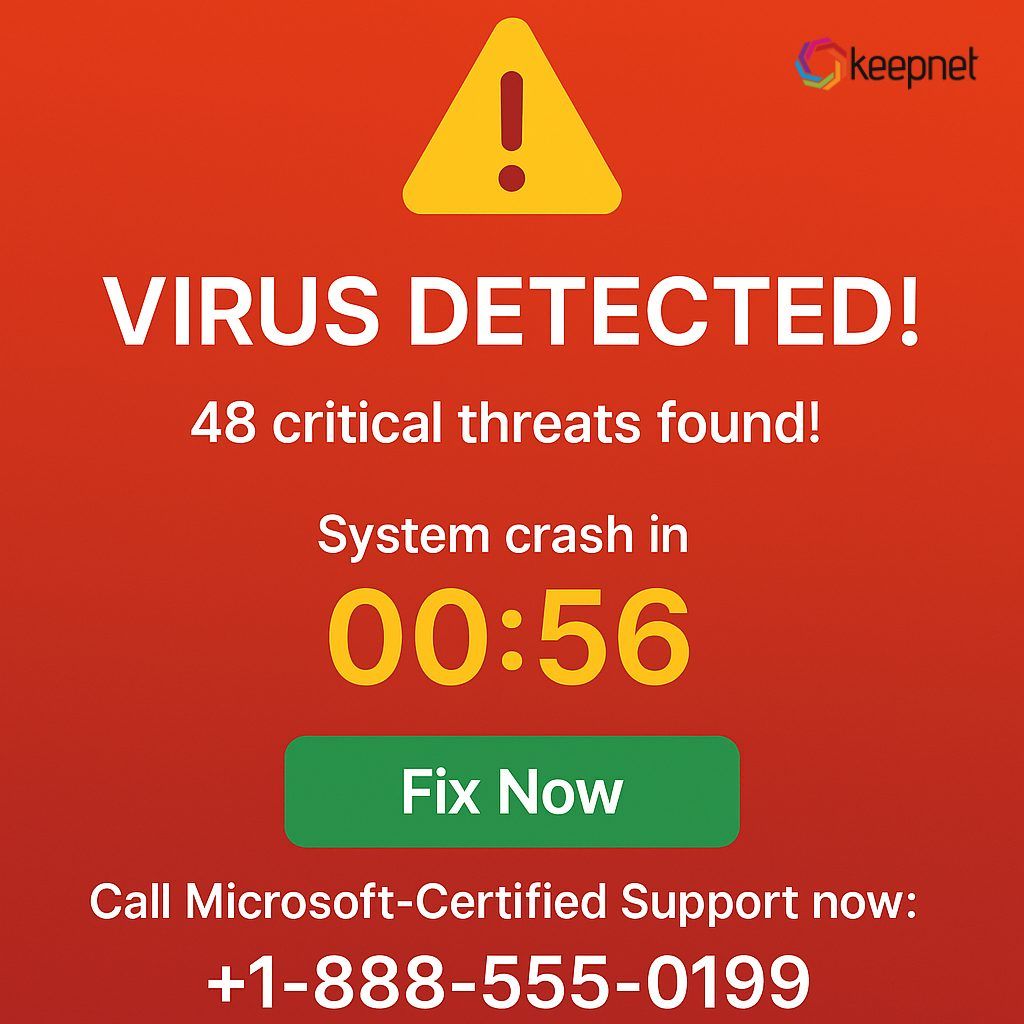 keepnet
VIRUS DETECTED!
48 critical threats found!
System crash in
00:56
Fix Now
Call Microsoft-Certified Support now:
+1-888-555-0199